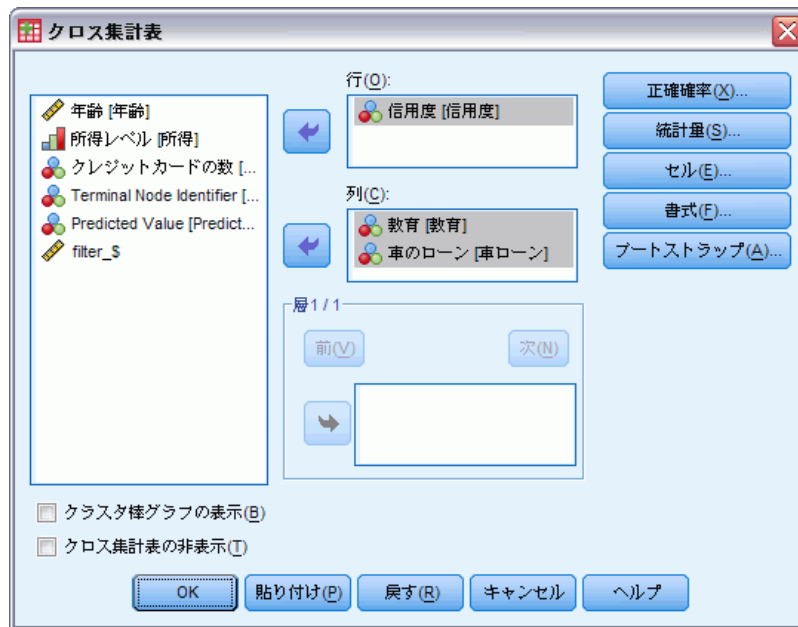 クロス集計表
年齢 [年齢]
所得レベル [所得]
クレジットカードの数 [...
Terminal Node Identifier [...
Predicted Value [Predict...
filter_$
行(O):
信用度 [信用度]
列(C):
教育 [教育]
車のローン [車ローン]
層1 / 1
前(V)
次(N)
正確確率(X)...
統計量(S)...
セル(E)...
書式(F)...
ブートストラップ(A)...
クラスタ棒グラフの表示(B)
クロス集計表の非表示(T)
OK
貼り付け(P)
戻す(R)
キャンセル
ヘルプ